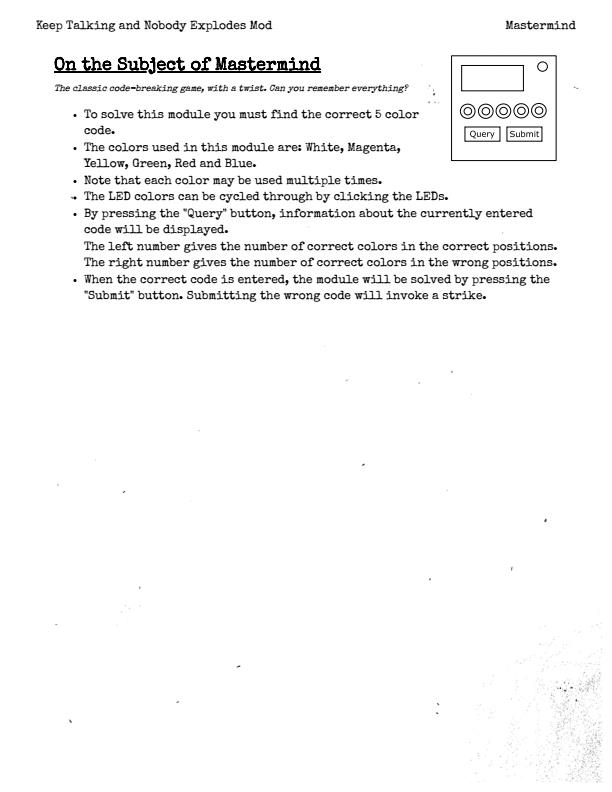 Keep Talking and Nobody Explodes Mod
Mastermind
On the Subject of Mastermind
The classic code-breaking game, with a twist. Can you remember everything?
• To solve this module you must find the correct 5 color
code.
• The colors used in this module are: White, Magenta,
Yellow, Green, Red and Blue.
• Note that each color may be used multiple times.
• The LED colors can be cycled through by clicking the LEDs.
• By pressing the "Query" button, information about the currently entered
code will be displayed.
The left number gives the number of correct colors in the correct positions.
The right number gives the number of correct colors in the wrong positions.
• When the correct code is entered, the module will be solved by pressing the
"Submit" button. Submitting the wrong code will invoke a strike.
Query
Submit